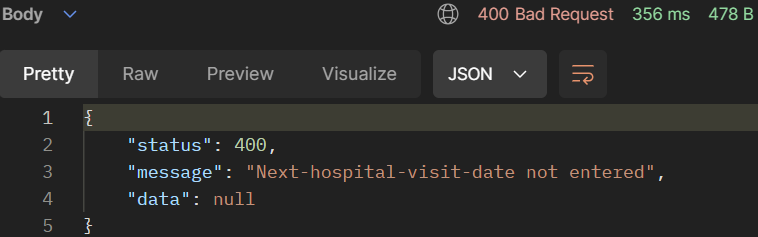 Body 400 Bad Request 356 ms 478 B
Pretty Raw Preview Visualize JSON
1 {
2 "status": 400,
3 "message": "Next-hospital-visit-date not entered",
4 "data": null
5 }